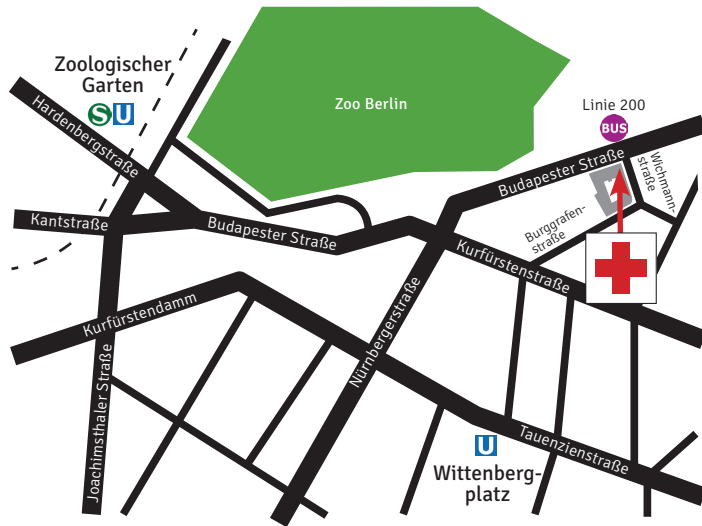 Zoologischer
Garten
S U
Hardenbergstraße
Zoo Berlin
Linie 200
BUS
Budapester Straße
Wichmann-
straße
Burggrafen-
straße
Kantstraße
Budapester Straße
Kurfürstenstraße
Kurfürstendamm
Nürnbergerstraße
Joachimsthaler Straße
U
Wittenberg-
platz
Tauenzienstraße